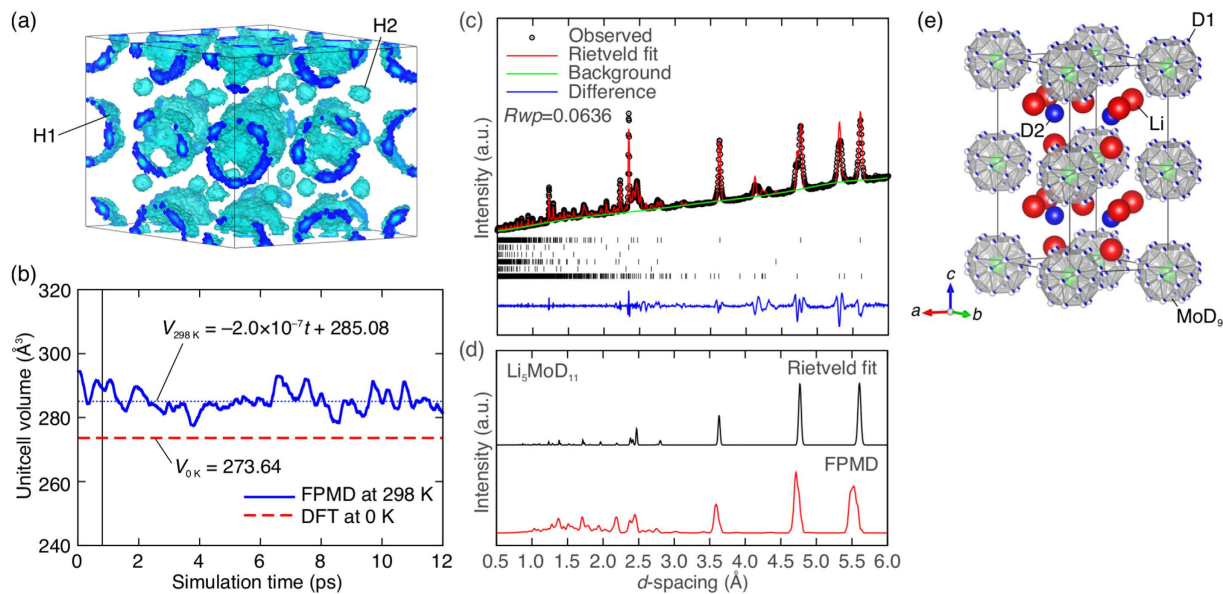 (a)
H2
H1
(b)
320
300
280
260
240
Unitcell volume (Å³)
V298 K = −2.0×10⁻⁷t + 285.08
V0 K = 273.64
FPMD at 298 K
DFT at 0 K
0 2 4 6 8 10 12
Simulation time (ps)
(c)
Observed
Rietveld fit
Background
Difference
Rwp=0.0636
Intensity (a.u.)
(d)
Li₅MoD₁₁
Rietveld fit
FPMD
Intensity (a.u.)
0.5 1.0 1.5 2.0 2.5 3.0 3.5 4.0 4.5 5.0 5.5 6.0
d-spacing (Å)
(e)
D1
D2
Li
c
a
b
MoD₉